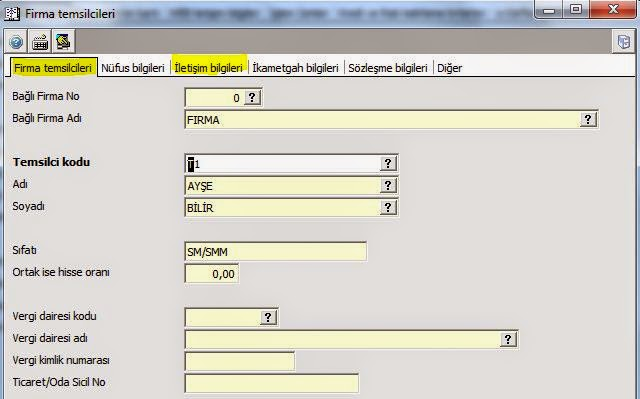 Firma temsilcileri
Firma temsilcileri Nüfus bilgileri İletişim bilgileri İkametgah bilgileri Sözleşme bilgileri Diğer
Bağlı Firma No 0 ?
Bağlı Firma Adı FIRMA ?
Temsilci kodu T1 ?
Adı AYŞE ?
Soyadı BİLİR ?
Sıfatı SM/SMM
Ortak ise hisse oranı 0,00
Vergi dairesi kodu ?
Vergi dairesi adı ?
Vergi kimlik numarası
Ticaret/Oda Sicil No